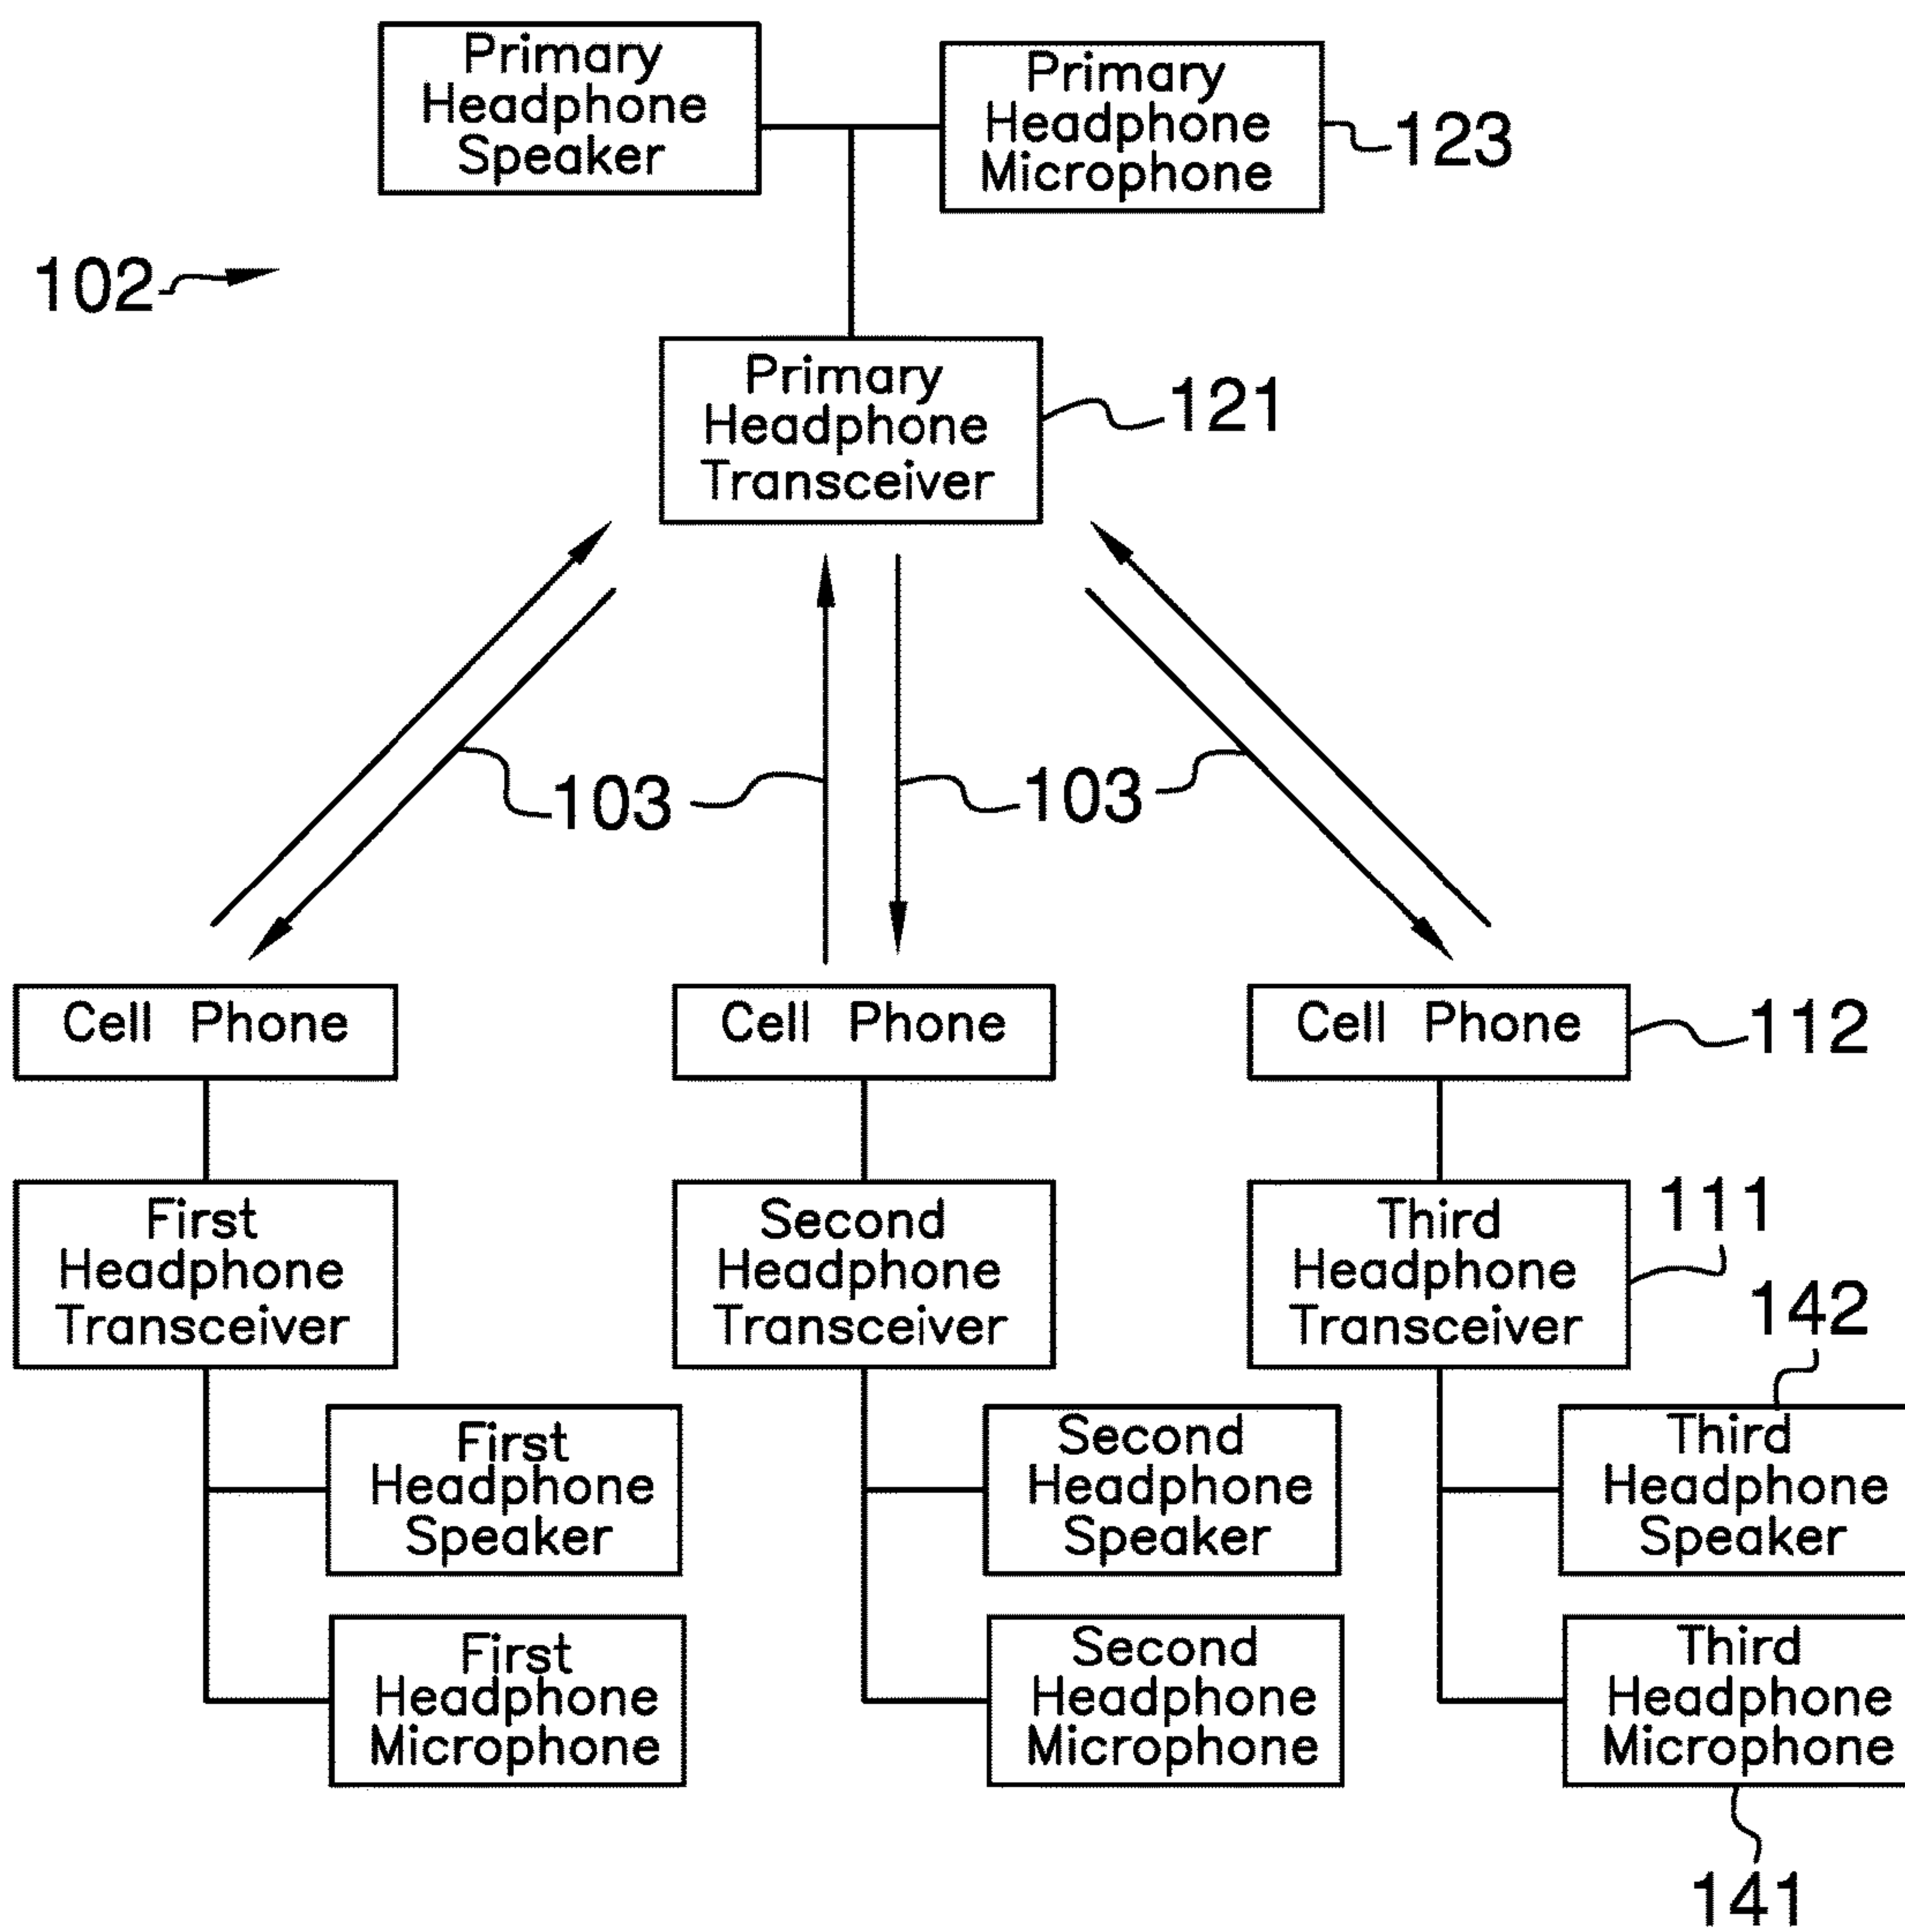 Primary
Headphone
Speaker
Primary
Headphone
Microphone
123
102
Primary
Headphone
Transceiver
121
103
103
Cell Phone
Cell Phone
Cell Phone
112
First
Headphone
Transceiver
Second
Headphone
Transceiver
Third
Headphone
Transceiver
111
142
First
Headphone
Speaker
Second
Headphone
Speaker
Third
Headphone
Speaker
First
Headphone
Microphone
Second
Headphone
Microphone
Third
Headphone
Microphone
141